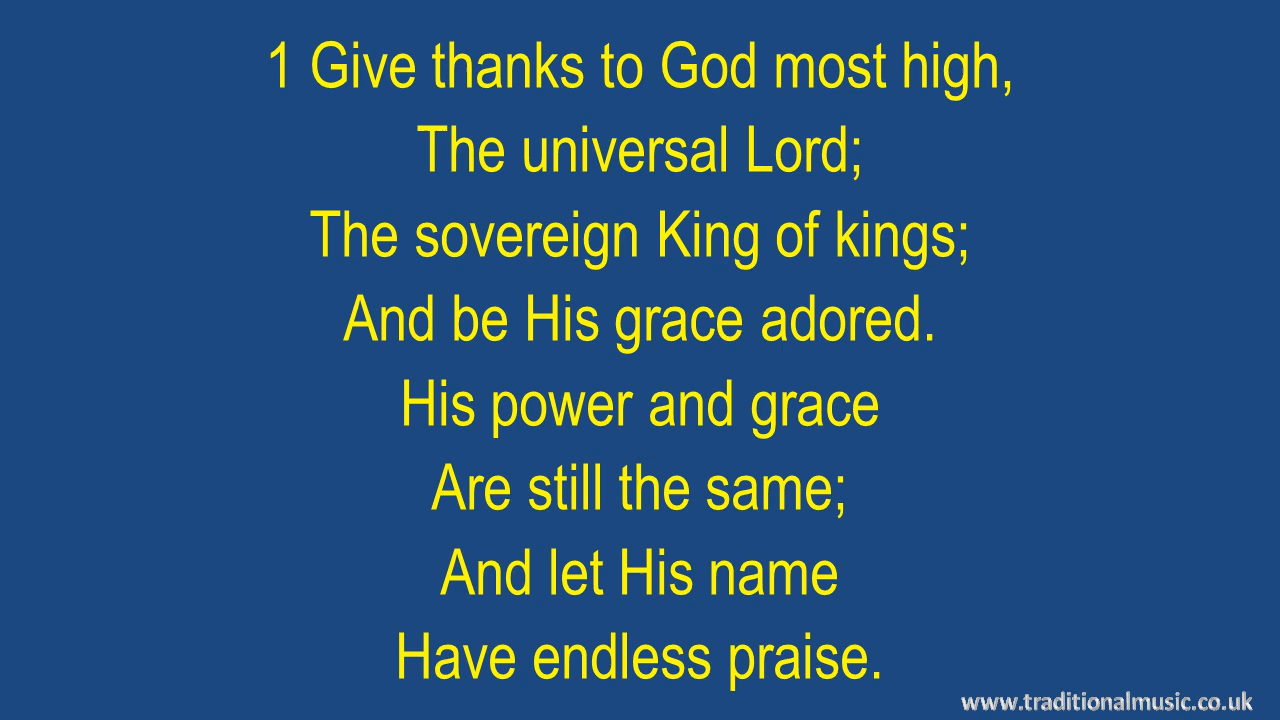 1 Give thanks to God most high,
The universal Lord;
The sovereign King of kings;
And be His grace adored.
His power and grace
Are still the same;
And let His name
Have endless praise.
www.traditionalmusic.co.uk